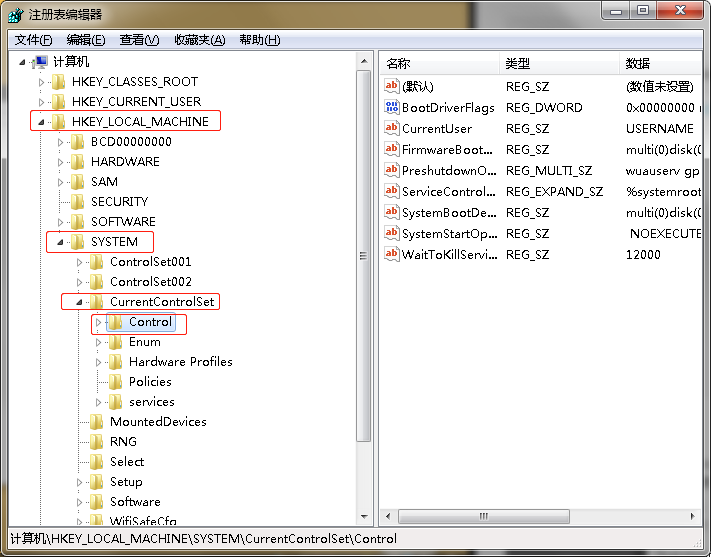 注册表编辑器
文件(F) 编辑(E) 查看(V) 收藏夹(A) 帮助(H)
计算机
HKEY_CLASSES_ROOT
HKEY_CURRENT_USER
HKEY_LOCAL_MACHINE
BCD00000000
HARDWARE
SAM
SECURITY
SOFTWARE
SYSTEM
ControlSet001
ControlSet002
CurrentControlSet
Control
Enum
Hardware Profiles
Policies
services
MountedDevices
RNG
Select
Setup
Software
WifiSafeCfg
名称 类型 数据
(默认) REG_SZ (数值未设置)
BootDriverFlags REG_DWORD 0x00000000
CurrentUser REG_SZ USERNAME
FirmwareBoot... REG_SZ multi(0)disk(
PreshutdownO... REG_MULTI_SZ wuauserv gp
ServiceControl... REG_EXPAND_SZ %systemroot
SystemBootDe... REG_SZ multi(0)disk(
SystemStartOp... REG_SZ NOEXECUTE
WaitToKillServi... REG_SZ 12000
计算机\HKEY_LOCAL_MACHINE\SYSTEM\CurrentControlSet\Control